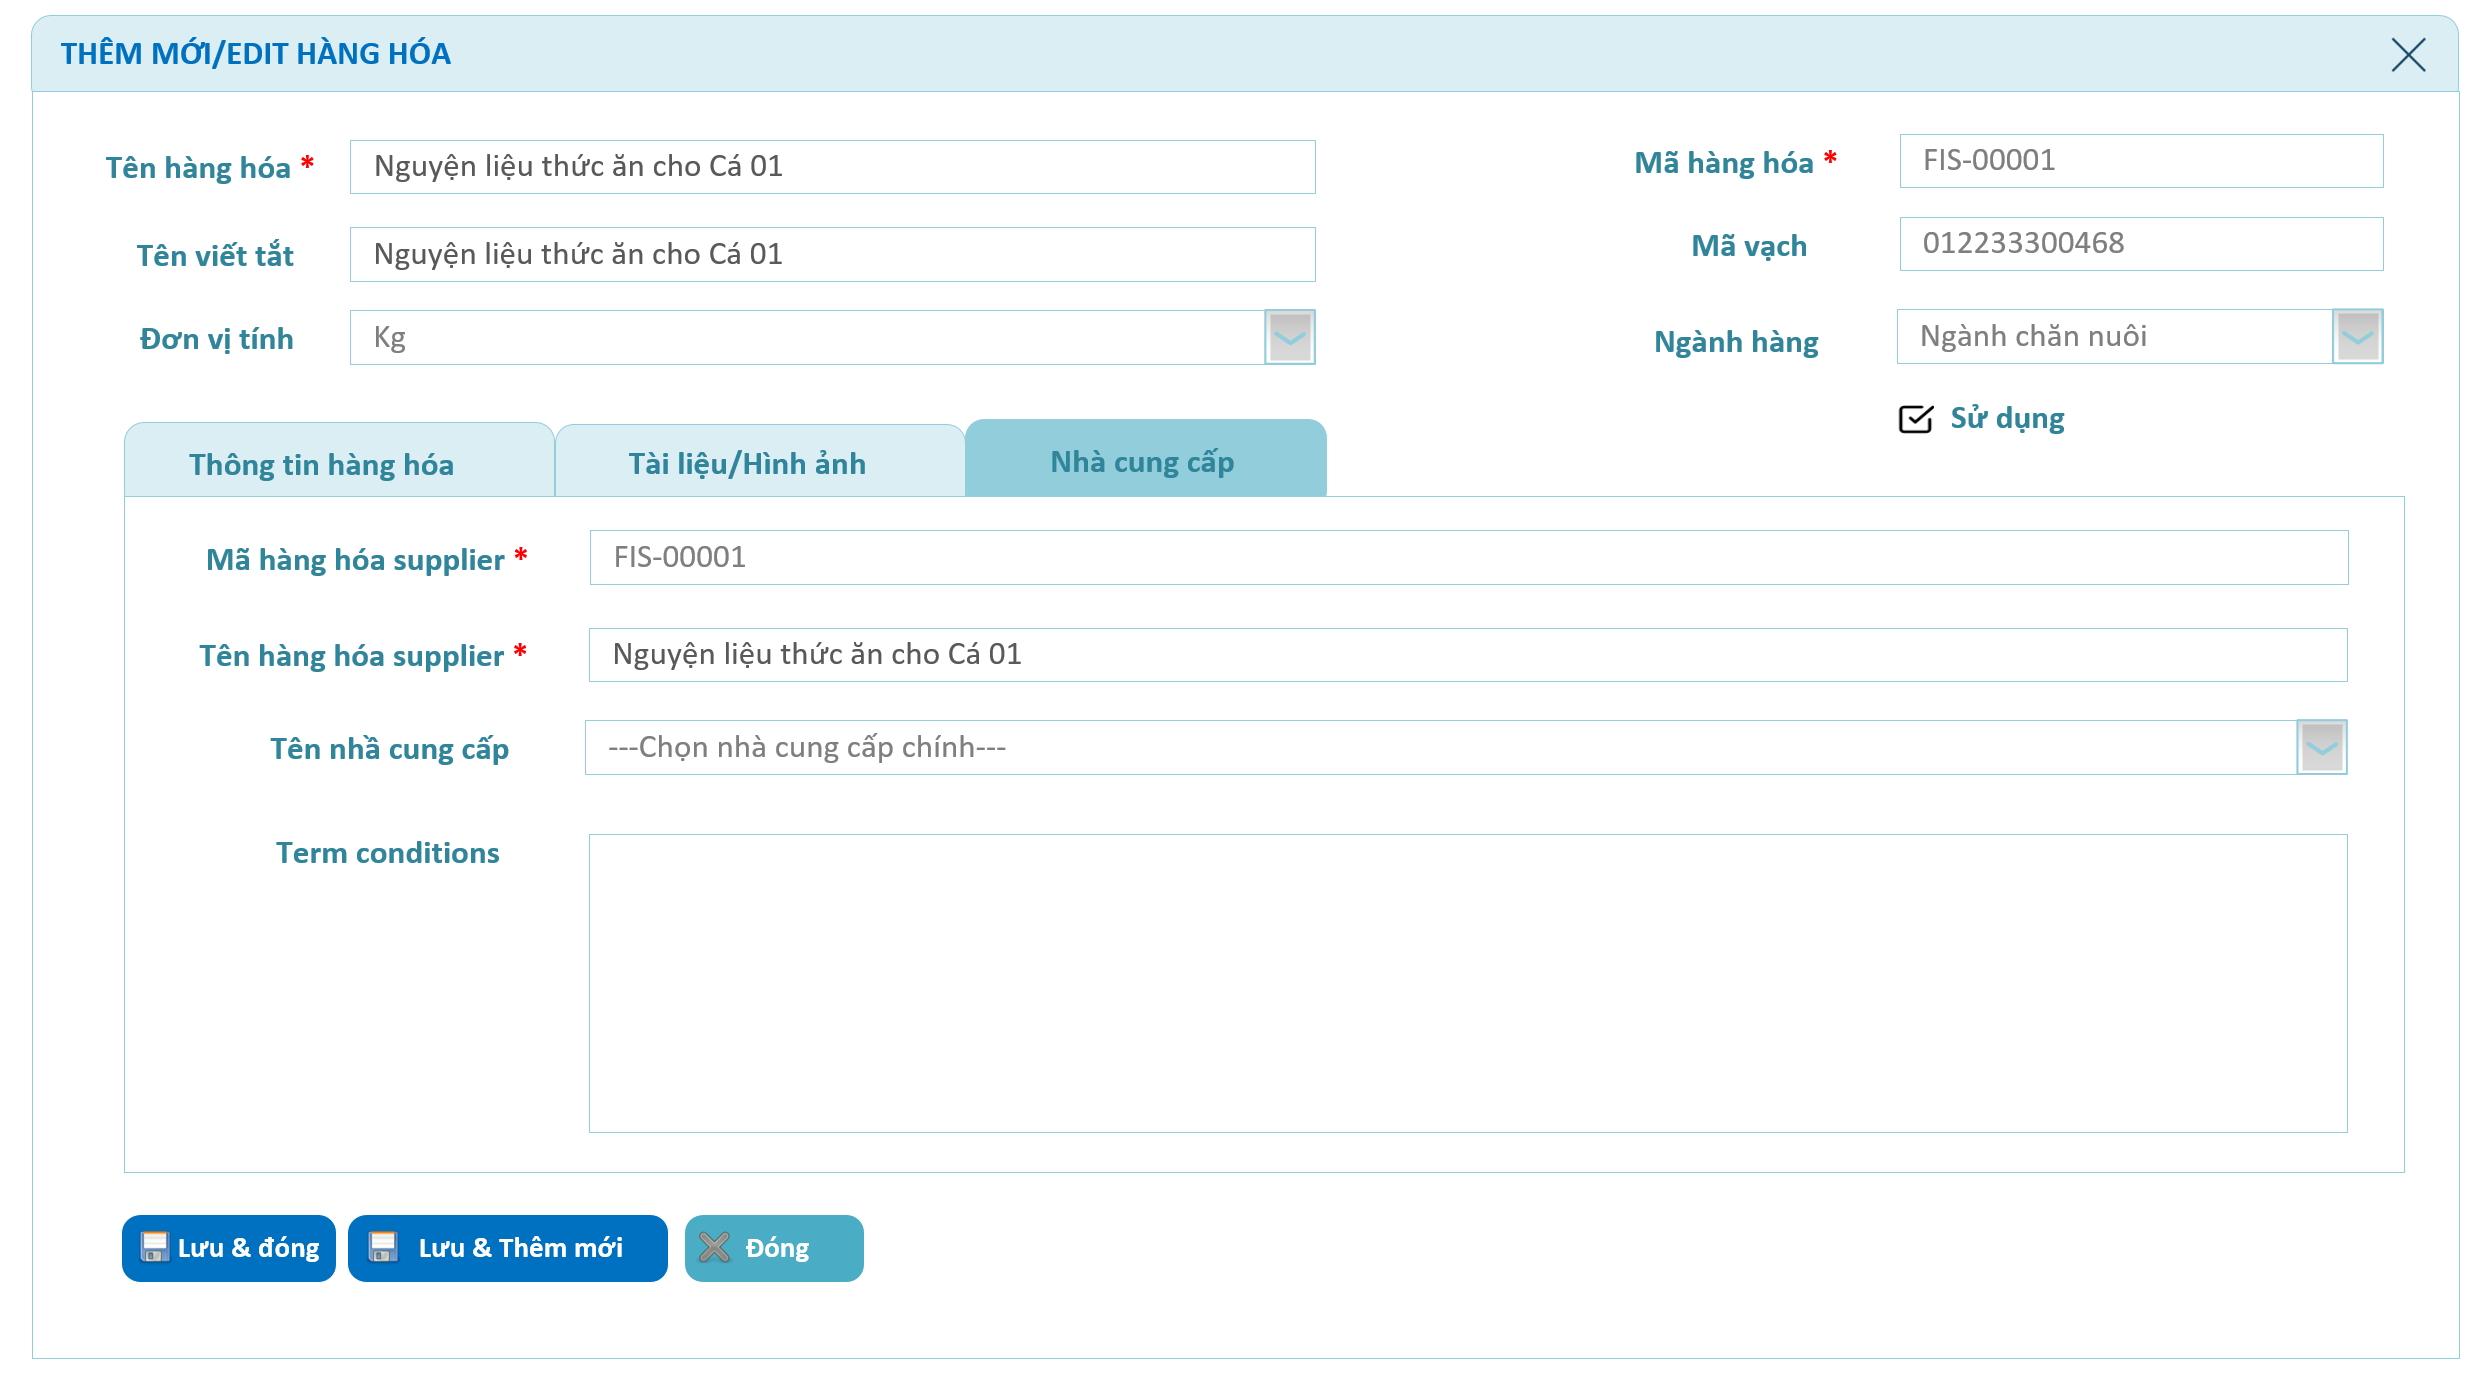 THÊM MỚI/EDIT HÀNG HÓA
Tên hàng hóa * Nguyện liệu thức ăn cho Cá 01 Mã hàng hóa * FIS-00001
Tên viết tắt Nguyện liệu thức ăn cho Cá 01 Mã vạch 012233300468
Đơn vị tính Kg Ngành hàng Ngành chăn nuôi
Sử dụng
Thông tin hàng hóa Tài liệu/Hình ảnh Nhà cung cấp
Mã hàng hóa supplier * FIS-00001
Tên hàng hóa supplier * Nguyện liệu thức ăn cho Cá 01
Tên nhầ cung cấp ---Chọn nhà cung cấp chính---
Term conditions
Lưu & đóng Lưu & Thêm mới Đóng